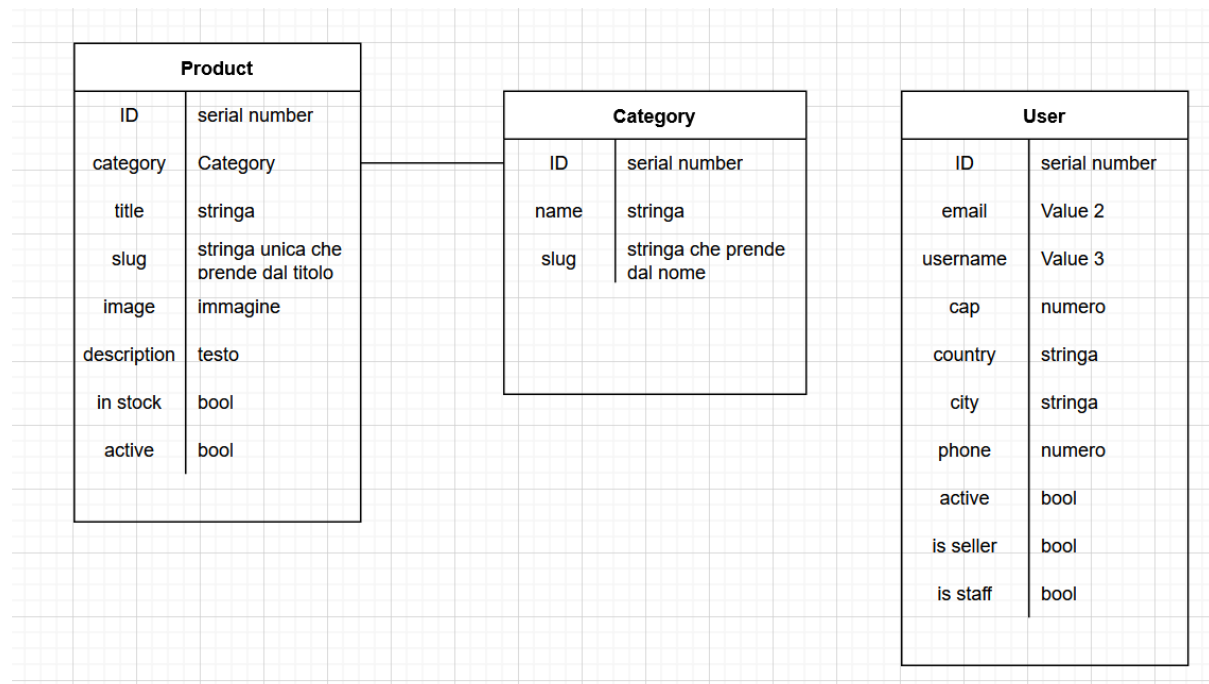 Product
ID serial number
category Category
title stringa
slug stringa unica che
prende dal titolo
image immagine
description testo
in stock bool
active bool
Category
ID serial number
name stringa
slug stringa che prende
dal nome
User
ID serial number
email Value 2
username Value 3
cap numero
country stringa
city stringa
phone numero
active bool
is seller bool
is staff bool